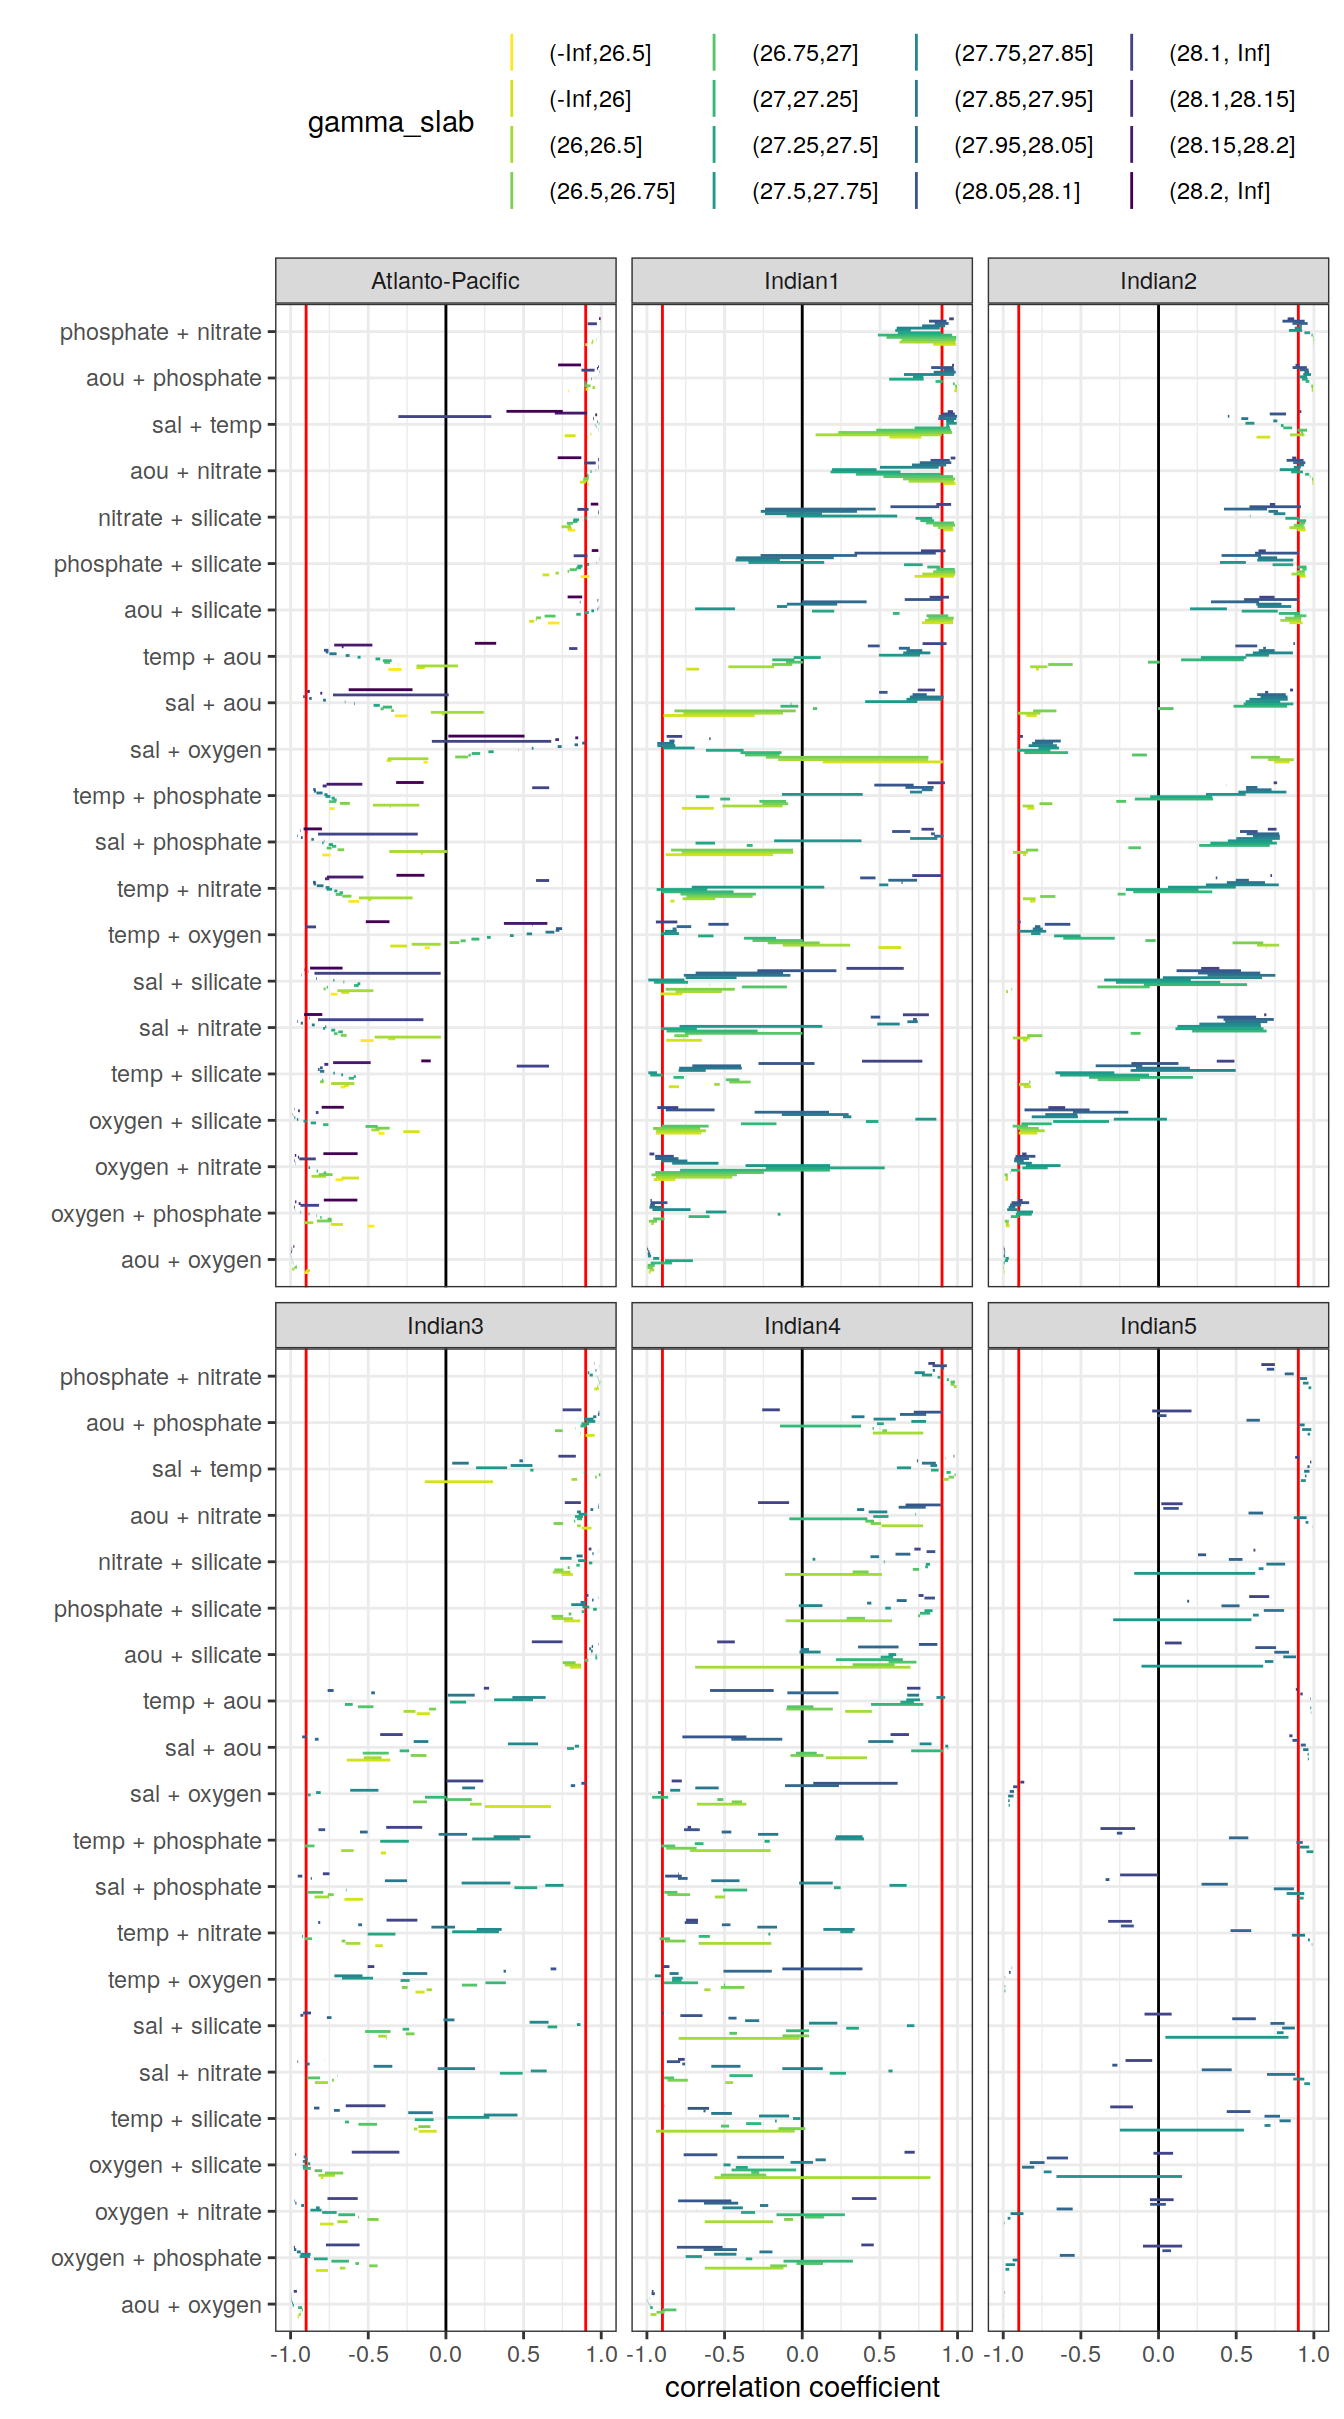 gamma_slab
(-Inf,26.5] (26.75,27] (27.75,27.85] (28.1, Inf]
(-Inf,26] (27,27.25] (27.85,27.95] (28.1,28.15]
(26,26.5] (27.25,27.5] (27.95,28.05] (28.15,28.2]
(26.5,26.75] (27.5,27.75] (28.05,28.1] (28.2, Inf]
Atlanto-Pacific Indian1 Indian2
phosphate + nitrate
aou + phosphate
sal + temp
aou + nitrate
nitrate + silicate
phosphate + silicate
aou + silicate
temp + aou
sal + aou
sal + oxygen
temp + phosphate
sal + phosphate
temp + nitrate
temp + oxygen
sal + silicate
sal + nitrate
temp + silicate
oxygen + silicate
oxygen + nitrate
oxygen + phosphate
aou + oxygen
Indian3 Indian4 Indian5
phosphate + nitrate
aou + phosphate
sal + temp
aou + nitrate
nitrate + silicate
phosphate + silicate
aou + silicate
temp + aou
sal + aou
sal + oxygen
temp + phosphate
sal + phosphate
temp + nitrate
temp + oxygen
sal + silicate
sal + nitrate
temp + silicate
oxygen + silicate
oxygen + nitrate
oxygen + phosphate
aou + oxygen
-1.0 -0.5 0.0 0.5 1.0 -1.0 -0.5 0.0 0.5 1.0 -1.0 -0.5 0.0 0.5 1.0
correlation coefficient